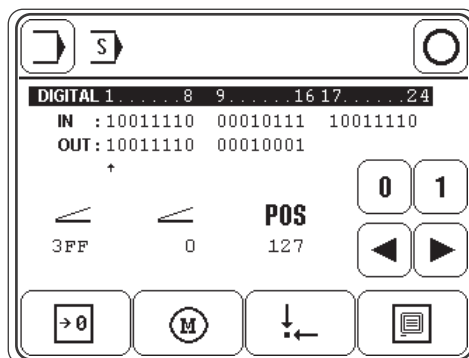 S
DIGITAL 1......8 9......16 17......24
IN :10011110 00010111 10011110
OUT:10011110 00010001
0 1
POS
3FF 0 127
→0 M